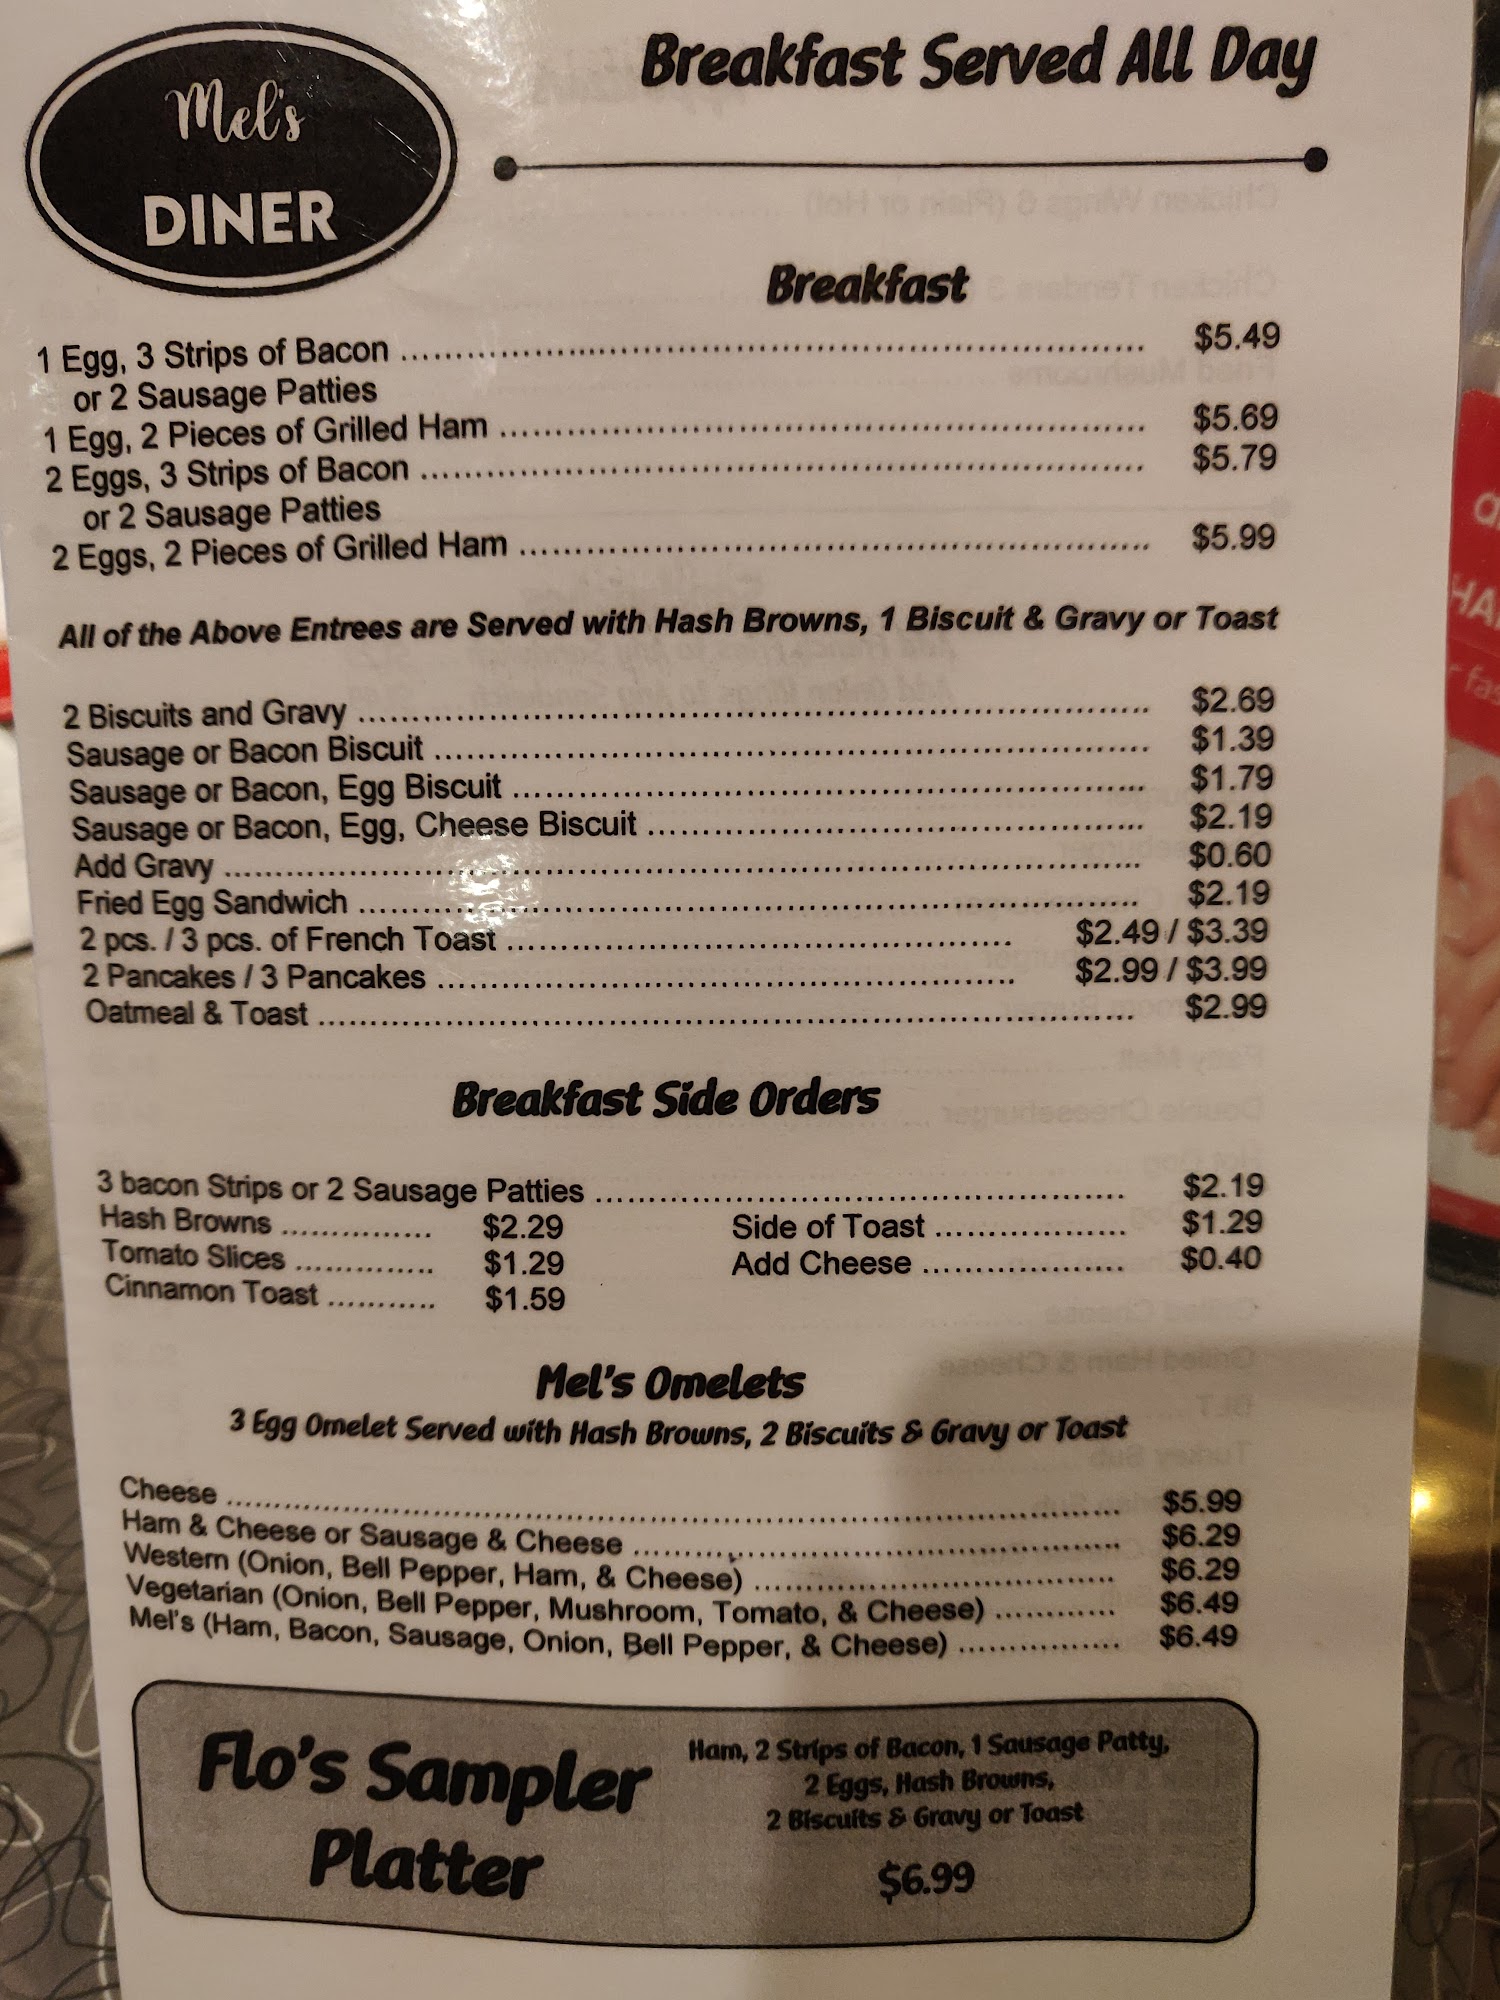 Mel's
DINER
Breakfast Served All Day
Breakfast
1 Egg, 3 Strips of Bacon ........ $5.49
or 2 Sausage Patties
1 Egg, 2 Pieces of Grilled Ham ........ $5.69
2 Eggs, 3 Strips of Bacon ........ $5.79
or 2 Sausage Patties
2 Eggs, 2 Pieces of Grilled Ham ........ $5.99
All of the Above Entrees are Served with Hash Browns, 1 Biscuit & Gravy or Toast
2 Biscuits and Gravy ........ $2.69
Sausage or Bacon Biscuit ........ $1.39
Sausage or Bacon, Egg Biscuit ........ $1.79
Sausage or Bacon, Egg, Cheese Biscuit ........ $2.19
Add Gravy ........ $0.60
Fried Egg Sandwich ........ $2.19
2 pcs. / 3 pcs. of French Toast ........ $2.49 / $3.39
2 Pancakes / 3 Pancakes ........ $2.99 / $3.99
Oatmeal & Toast ........ $2.99
Breakfast Side Orders
3 bacon Strips or 2 Sausage Patties ........ $2.19
Hash Browns ........ $2.29 Side of Toast ........ $1.29
Tomato Slices ........ $1.29 Add Cheese ........ $0.40
Cinnamon Toast ........ $1.59
Mel's Omelets
3 Egg Omelet Served with Hash Browns, 2 Biscuits & Gravy or Toast
Cheese ........ $5.99
Ham & Cheese or Sausage & Cheese ........ $6.29
Western (Onion, Bell Pepper, Ham, & Cheese) ........ $6.29
Vegetarian (Onion, Bell Pepper, Mushroom, Tomato, & Cheese) ........ $6.49
Mel's (Ham, Bacon, Sausage, Onion, Bell Pepper, & Cheese) ........ $6.49
Flo's Sampler
Platter
Ham, 2 Strips of Bacon, 1 Sausage Patty,
2 Eggs, Hash Browns,
2 Biscuits & Gravy or Toast
$6.99